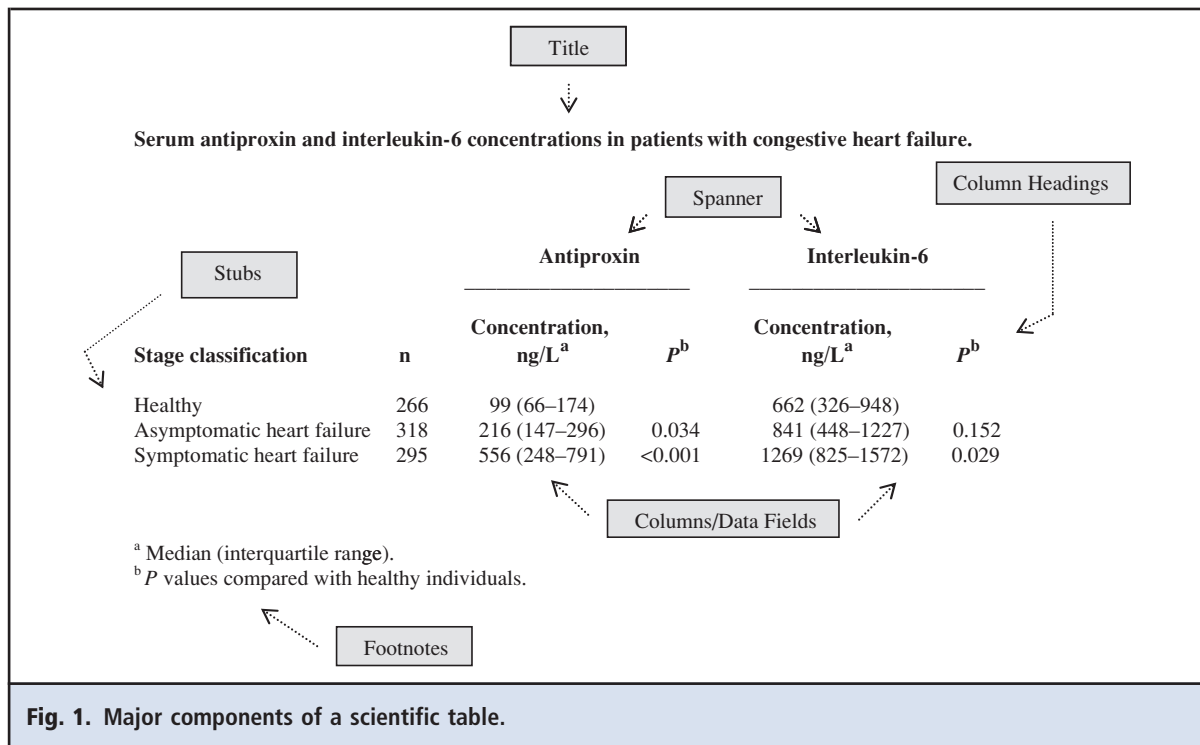 Title
Serum antiproxin and interleukin-6 concentrations in patients with congestive heart failure.
Column Headings
Spanner
Antiproxin Interleukin-6
Stubs
Concentration, Concentration,
Stage classification n ng/Lᵃ Pᵇ ng/Lᵃ Pᵇ
Healthy 266 99 (66–174) 662 (326–948)
Asymptomatic heart failure 318 216 (147–296) 0.034 841 (448–1227) 0.152
Symptomatic heart failure 295 556 (248–791) <0.001 1269 (825–1572) 0.029
Columns/Data Fields
ᵃ Median (interquartile range).
ᵇ P values compared with healthy individuals.
Footnotes
Fig. 1. Major components of a scientific table.